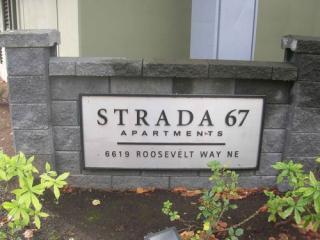 STRADA 67
APARTMENTS
6619 ROOSEVELT WAY NE